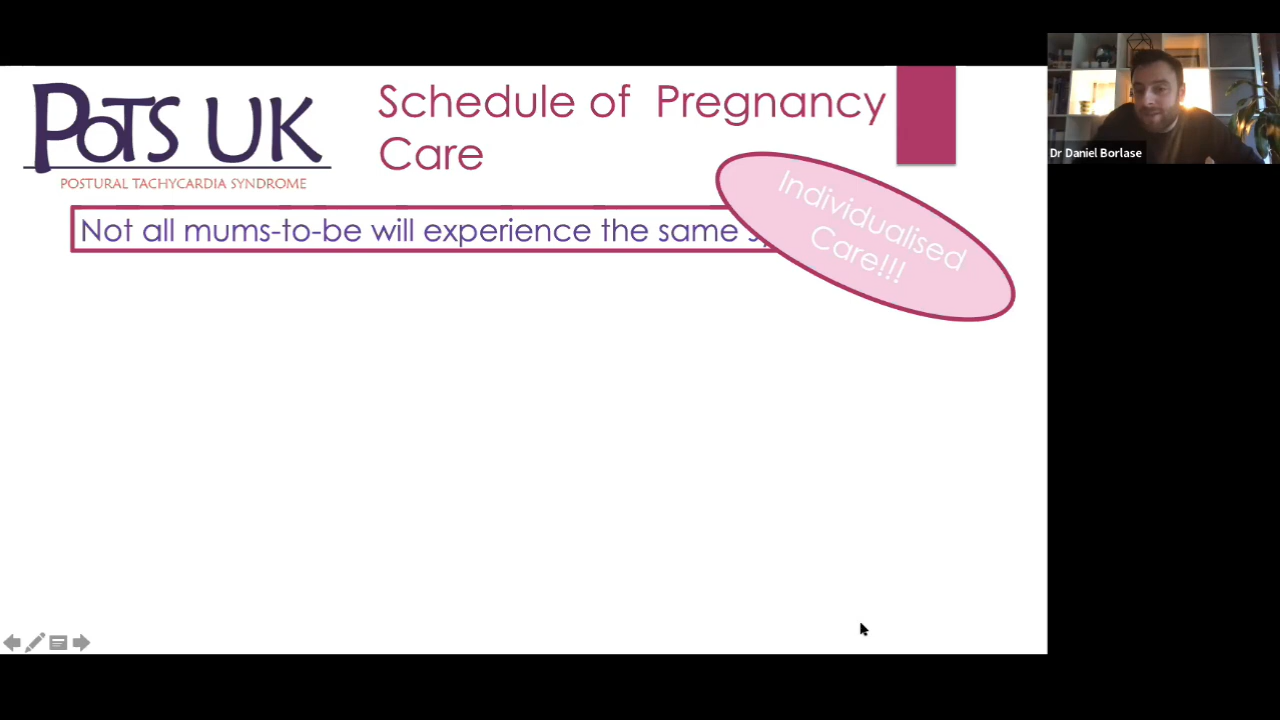 PoTS UK
POSTURAL TACHYCARDIA SYNDROME
Schedule of Pregnancy
Care
Not all mums-to-be will experience the same
Individualised
Care!!!
Dr Daniel Borlase